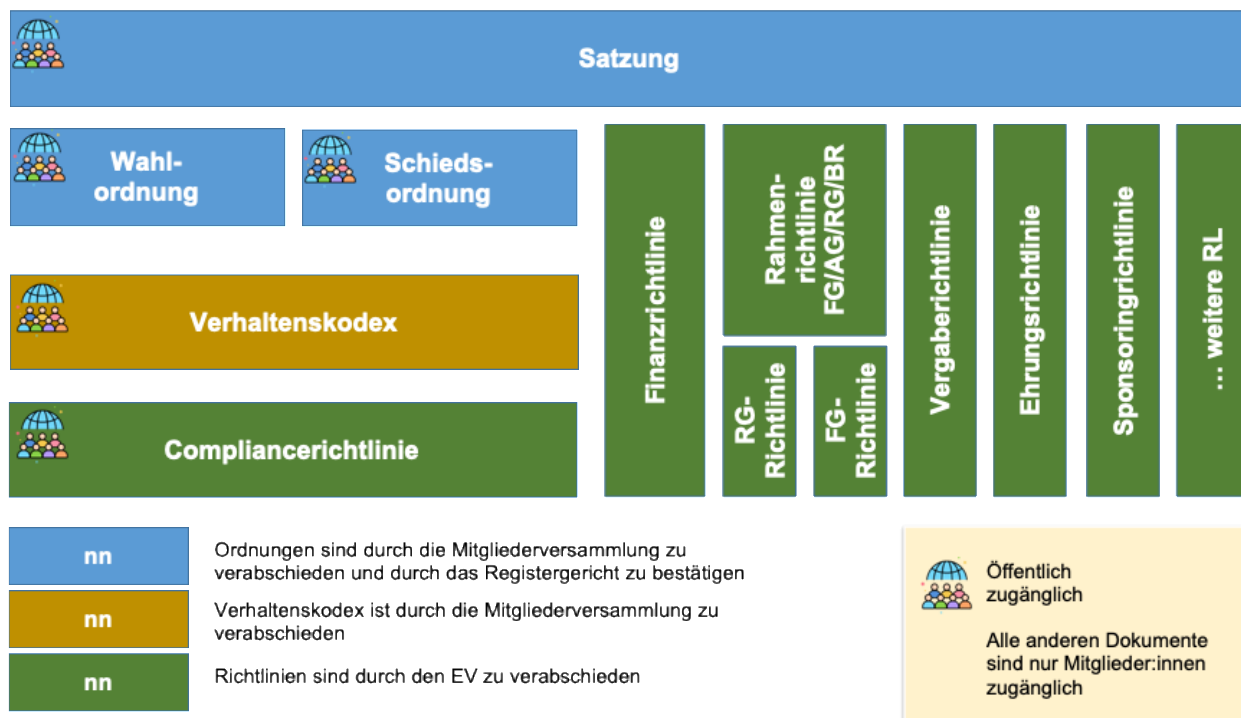 Satzung
Wahl-
ordnung
Schieds-
ordnung
Verhaltenskodex
Compliancerichtlinie
Finanzrichtlinie
Rahmen-
richtlinie
FG/AG/RG/BR
RG-
Richtlinie
FG-
Richtlinie
Vergaberichtlinie
Ehrungsrichtlinie
Sponsoringrichtlinie
... weitere RL
nn
Ordnungen sind durch die Mitgliederversammlung zu
verabschieden und durch das Registergericht zu bestätigen
nn
Verhaltenskodex ist durch die Mitgliederversammlung zu
verabschieden
nn
Richtlinien sind durch den EV zu verabschieden
Öffentlich
zugänglich
Alle anderen Dokumente
sind nur Mitglieder:innen
zugänglich